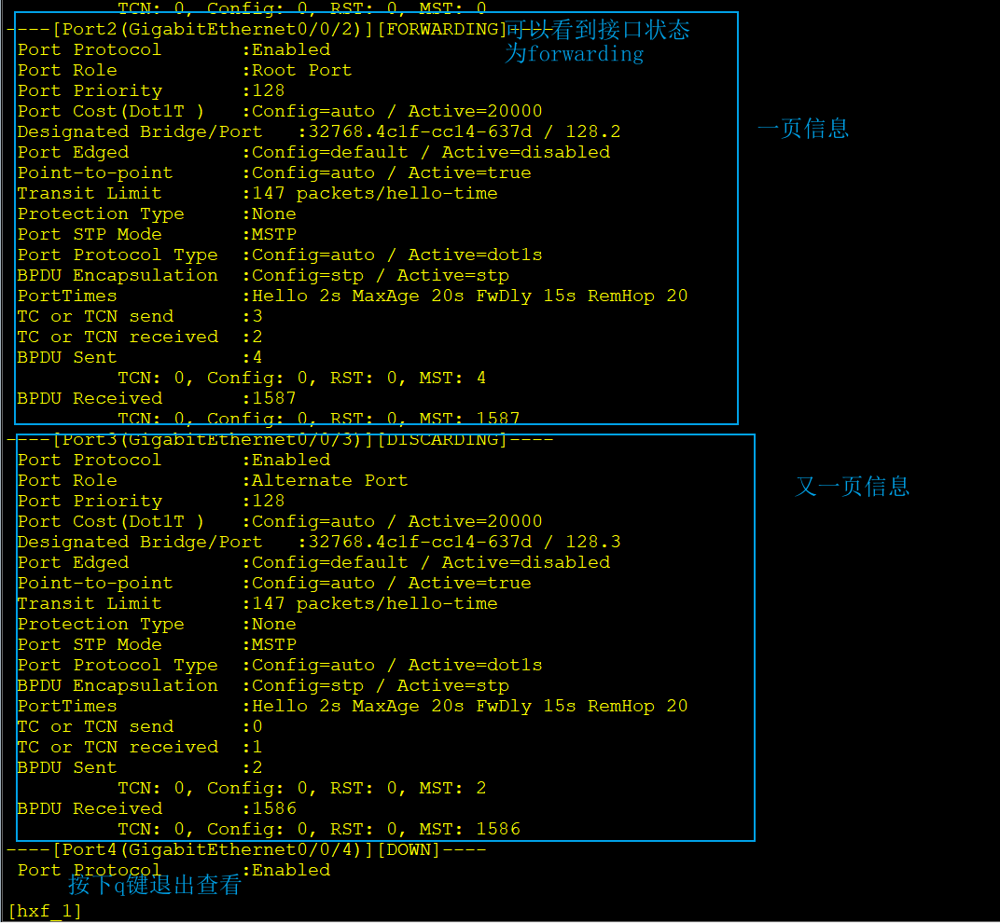 TCN: 0, Config: 0, RST: 0, MST: 0
----[Port2(GigabitEthernet0/0/2)][FORWARDING]----
可以看到接口状态
为forwarding
Port Protocol :Enabled
Port Role :Root Port
Port Priority :128
Port Cost(Dot1T ) :Config=auto / Active=20000
Designated Bridge/Port :32768.4c1f-cc14-637d / 128.2
一页信息
Port Edged :Config=default / Active=disabled
Point-to-point :Config=auto / Active=true
Transit Limit :147 packets/hello-time
Protection Type :None
Port STP Mode :MSTP
Port Protocol Type :Config=auto / Active=dot1s
BPDU Encapsulation :Config=stp / Active=stp
PortTimes :Hello 2s MaxAge 20s FwDly 15s RemHop 20
TC or TCN send :3
TC or TCN received :2
BPDU Sent :4
TCN: 0, Config: 0, RST: 0, MST: 4
BPDU Received :1587
TCN: 0, Config: 0, RST: 0, MST: 1587
----[Port3(GigabitEthernet0/0/3)][DISCARDING]----
Port Protocol :Enabled
Port Role :Alternate Port
又一页信息
Port Priority :128
Port Cost(Dot1T ) :Config=auto / Active=20000
Designated Bridge/Port :32768.4c1f-cc14-637d / 128.3
Port Edged :Config=default / Active=disabled
Point-to-point :Config=auto / Active=true
Transit Limit :147 packets/hello-time
Protection Type :None
Port STP Mode :MSTP
Port Protocol Type :Config=auto / Active=dot1s
BPDU Encapsulation :Config=stp / Active=stp
PortTimes :Hello 2s MaxAge 20s FwDly 15s RemHop 20
TC or TCN send :0
TC or TCN received :1
BPDU Sent :2
TCN: 0, Config: 0, RST: 0, MST: 2
BPDU Received :1586
TCN: 0, Config: 0, RST: 0, MST: 1586
----[Port4(GigabitEthernet0/0/4)][DOWN]----
Port Protocol :Enabled
按下q键退出查看
[hxf_1]